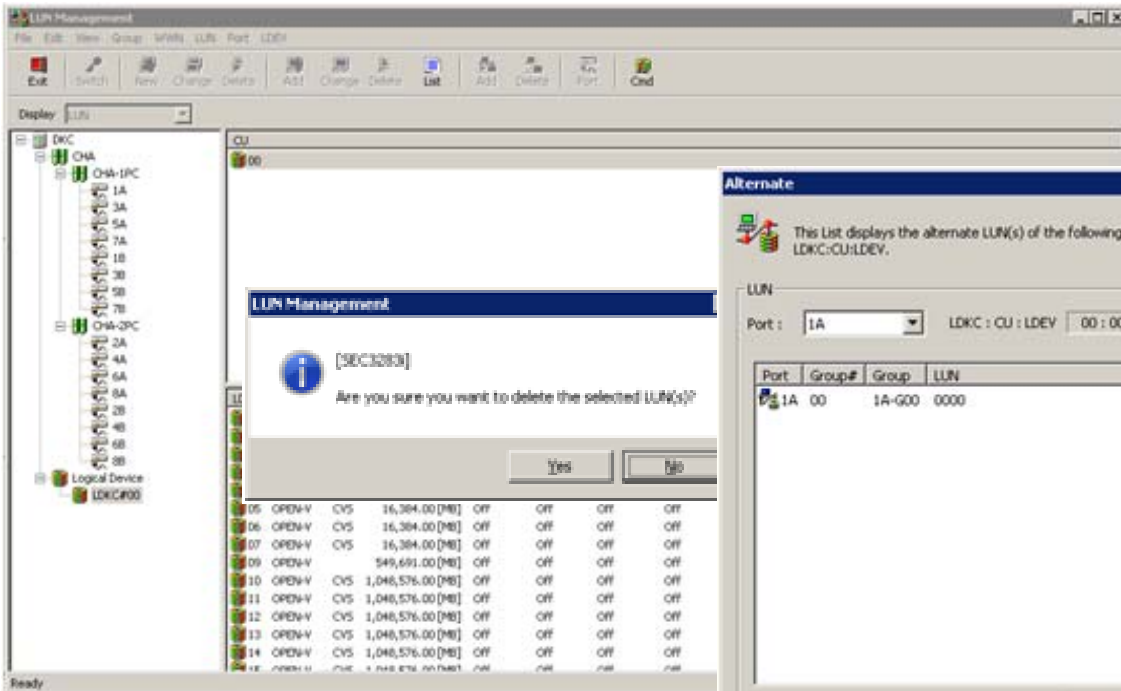 LUN Management
File Edit View Group WWN LUN Port LDEV
Exit Switch New Change Delete Add Change Delete List Add Delete Port Cmd
Display LUN
DKC
CHA
CHA-1PC
1A
3A
5A
7A
1B
3B
5B
7B
CHA-2PC
2A
4A
6A
8A
2B
4B
6B
8B
Logical Device
LDKC#00
CU
00
LUN Management
[SEC3283i]
Are you sure you want to delete the selected LUN(s)?
Yes No
05 OPEN-V CVS 16,384.00[MB] Off Off Off Off
06 OPEN-V CVS 16,384.00[MB] Off Off Off Off
07 OPEN-V CVS 16,384.00[MB] Off Off Off Off
09 OPEN-V 549,691.00[MB] Off Off Off Off
10 OPEN-V CVS 1,048,576.00[MB] Off Off Off Off
11 OPEN-V CVS 1,048,576.00[MB] Off Off Off Off
12 OPEN-V CVS 1,048,576.00[MB] Off Off Off Off
13 OPEN-V CVS 1,048,576.00[MB] Off Off Off Off
14 OPEN-V CVS 1,048,576.00[MB] Off Off Off Off
Ready
Alternate
This List displays the alternate LUN(s) of the following
LDKC:CU:LDEV.
LUN
Port : 1A LDKC : CU : LDEV 00 : 00
Port Group# Group LUN
1A 00 1A-G00 0000